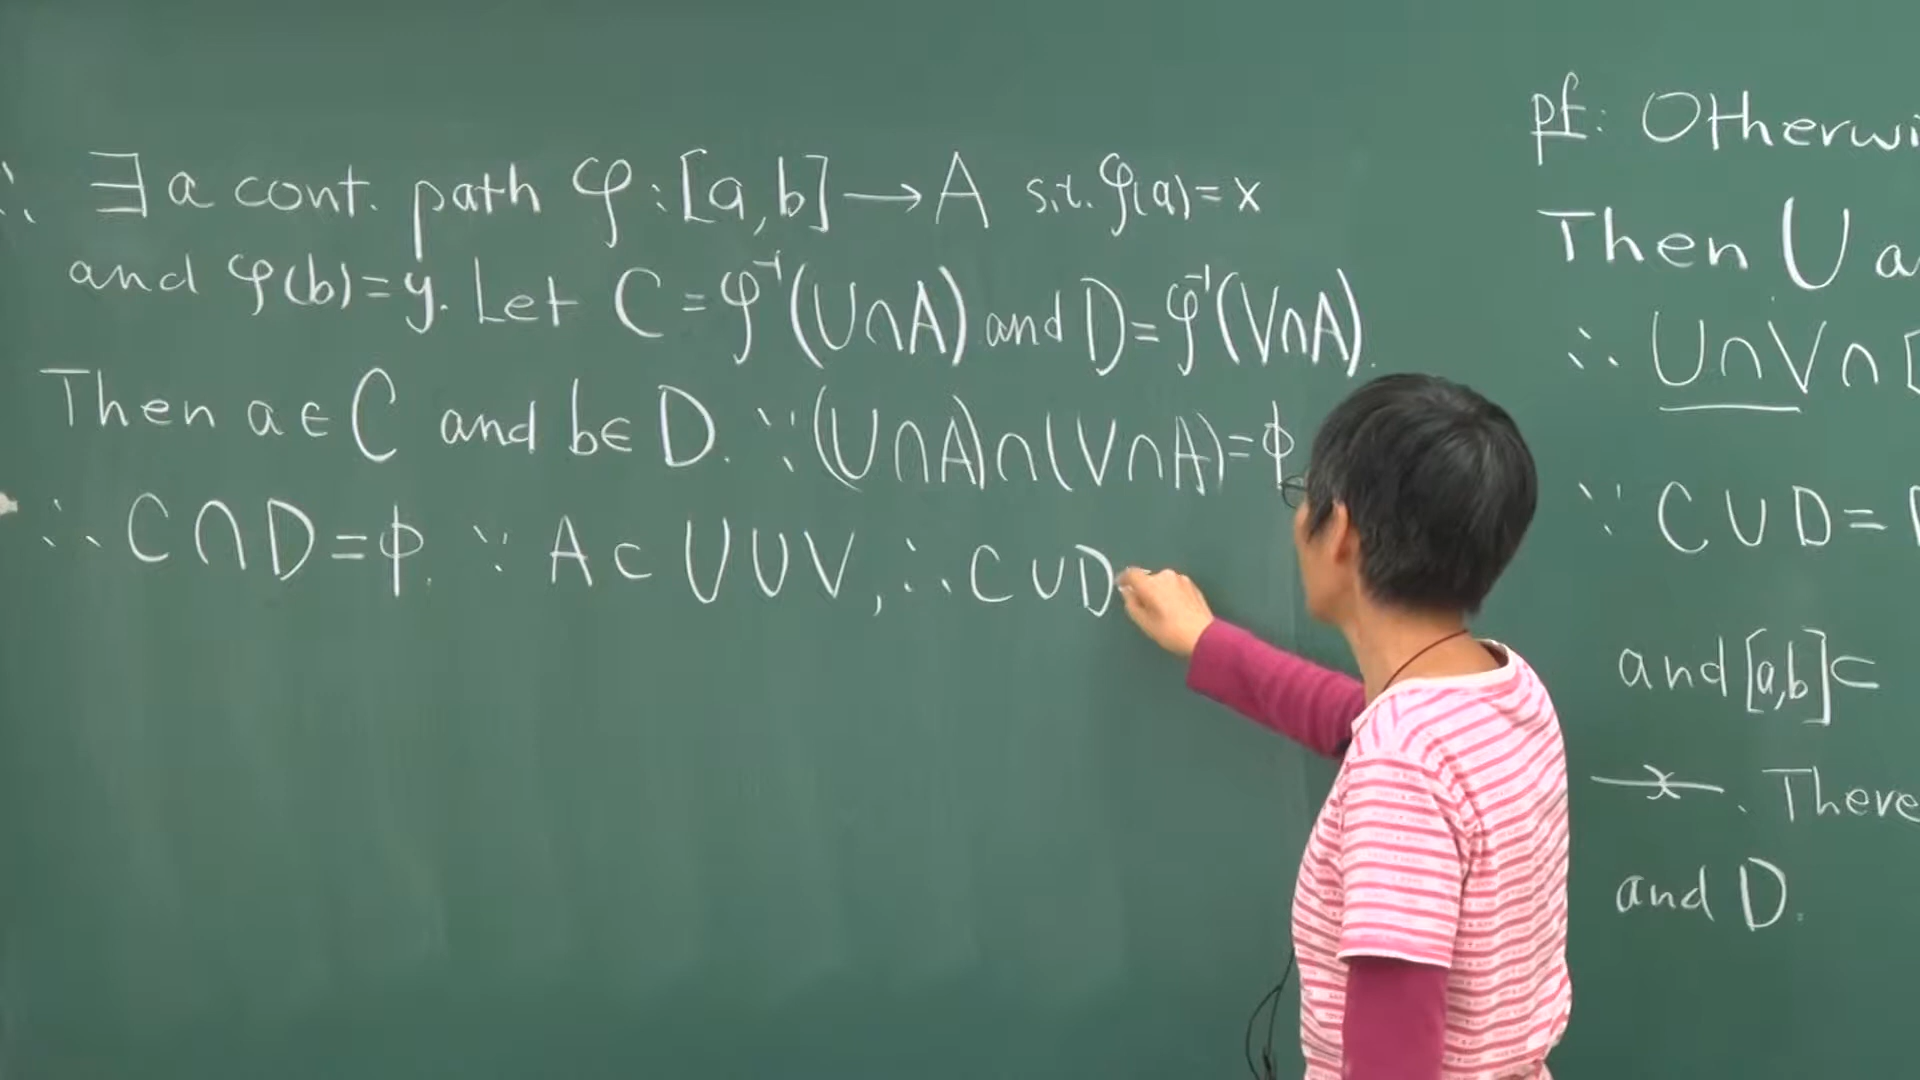 ∴ ∃ a cont. path φ : [a, b] → A s.t. φ(a) = x
and φ(b) = y. Let C = φ⁻¹(U∩A) and D = φ⁻¹(V∩A).
Then a ∈ C and b ∈ D. ∵ (U∩A)∩(V∩A) = ϕ
∴ C∩D = ϕ. ∵ A ⊂ U∪V, ∴ C∪D
pf: Otherwi
Then U a
∴ U∩V∩ [
∵ C∪D =
and [a,b] ⊂
※. There
and D.